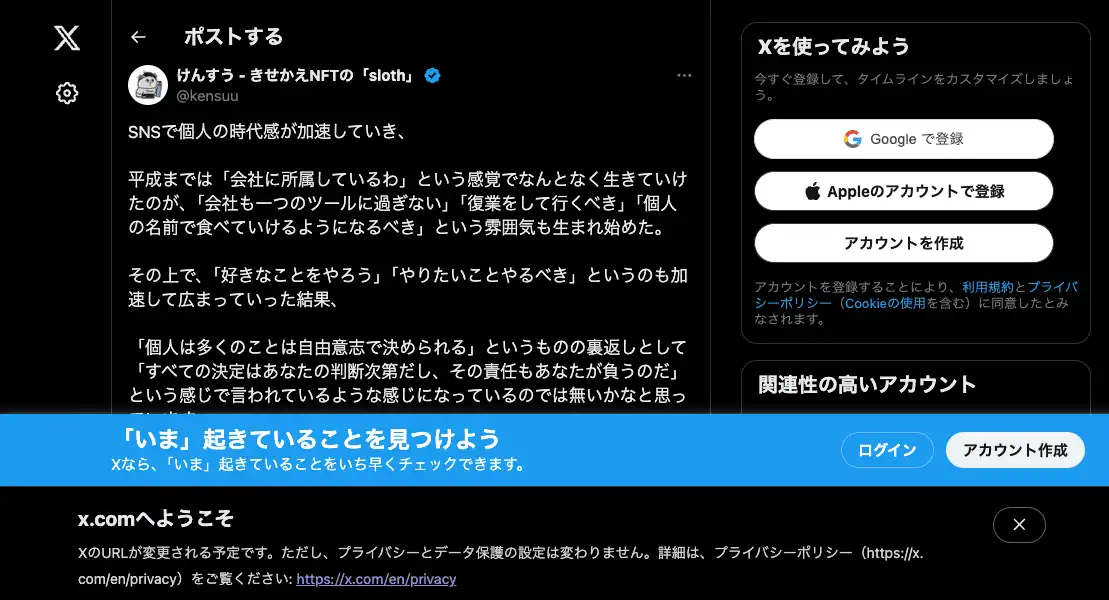 ポストする
けんすう - きせかえNFTの「sloth」
@kensuu
SNSで個人の時代感が加速していき、
平成までは「会社に所属しているわ」という感覚でなんとなく生きていけ
たのが、「会社も一つのツールに過ぎない」「復業をして行くべき」「個人
の名前で食べていけるようになるべき」という雰囲気も生まれ始めた。
その上で、「好きなことをやろう」「やりたいことやるべき」というのも加
速して広まっていった結果、
「個人は多くのことは自由意志で決められる」というものの裏返しとして
「すべての決定はあなたの判断次第だし、その責任もあなたが負うのだ」
という感じで言われているような感じになっているのでは無いかなと思っ
Xを使ってみよう
今すぐ登録して、タイムラインをカスタマイズしましょ
う。
Google で登録
Appleのアカウントで登録
アカウントを作成
アカウントを登録することにより、利用規約とプライバ
シーポリシー（Cookieの使用を含む）に同意したとみ
なされます。
関連性の高いアカウント
「いま」起きていることを見つけよう
Xなら、「いま」起きていることをいち早くチェックできます。
ログイン
アカウント作成
x.comへようこそ
XのURLが変更される予定です。ただし、プライバシーとデータ保護の設定は変わりません。詳細は、プライバシーポリシー（https://x.
com/en/privacy）をご覧ください: https://x.com/en/privacy